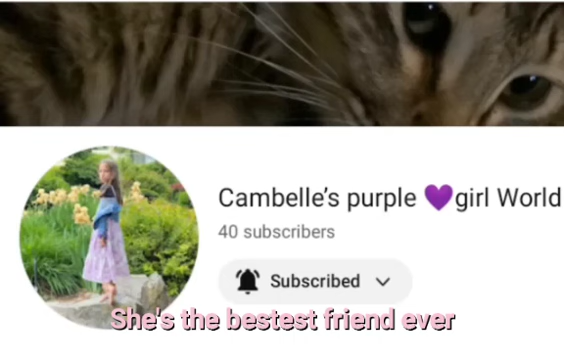 Cambelle’s purple 💜girl World
40 subscribers
Subscribed
She's the bestest friend ever